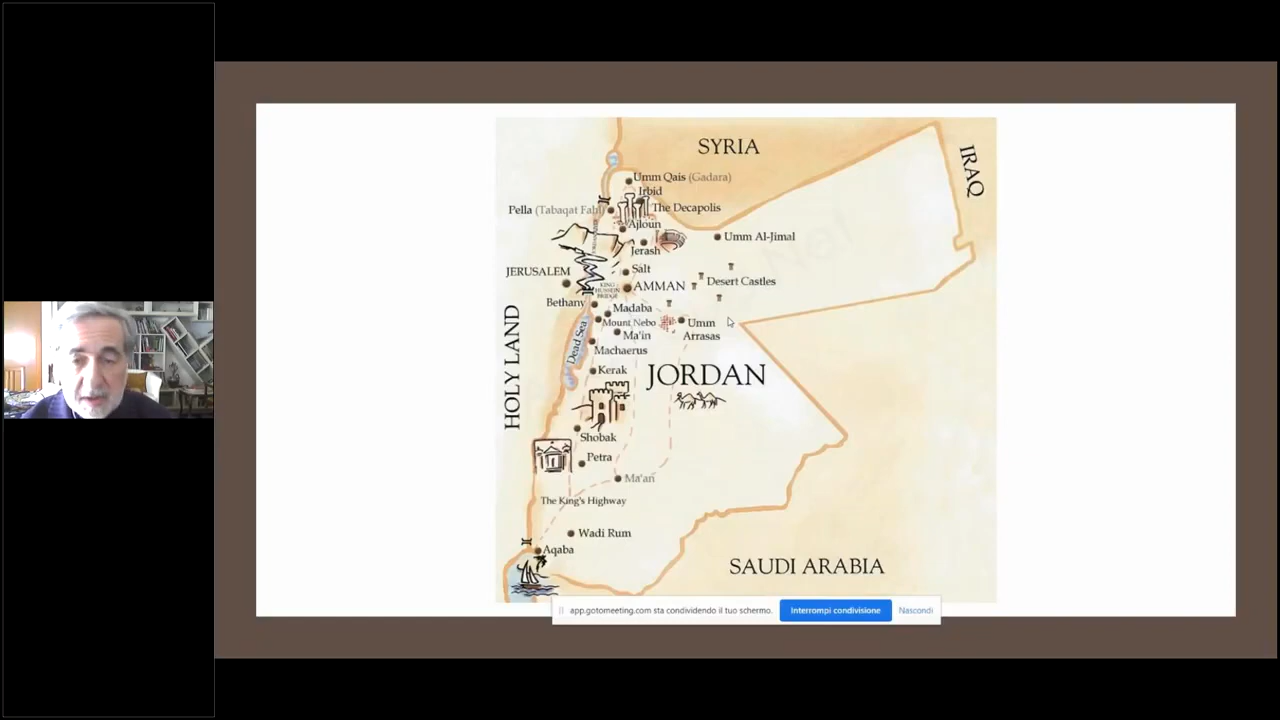 SYRIA
IRAQ
Umm Qais (Gadara)
Irbid
The Decapolis
Pella (Tabaqat Fahl)
Ajloun
Umm Al-Jimal
Jerash
Salt
JERUSALEM
KING
HUSSEIN
BRIDGE
AMMAN
Desert Castles
Bethany
Madaba
Mount Nebo
Umm
Arrasas
Ma'in
Dead Sea
Machaerus
HOLY LAND
Kerak
JORDAN
Shobak
Petra
Ma'an
The King's Highway
Wadi Rum
Aqaba
SAUDI ARABIA
app.gotomeeting.com sta condividendo il tuo schermo.
Interrompi condivisione
Nascondi